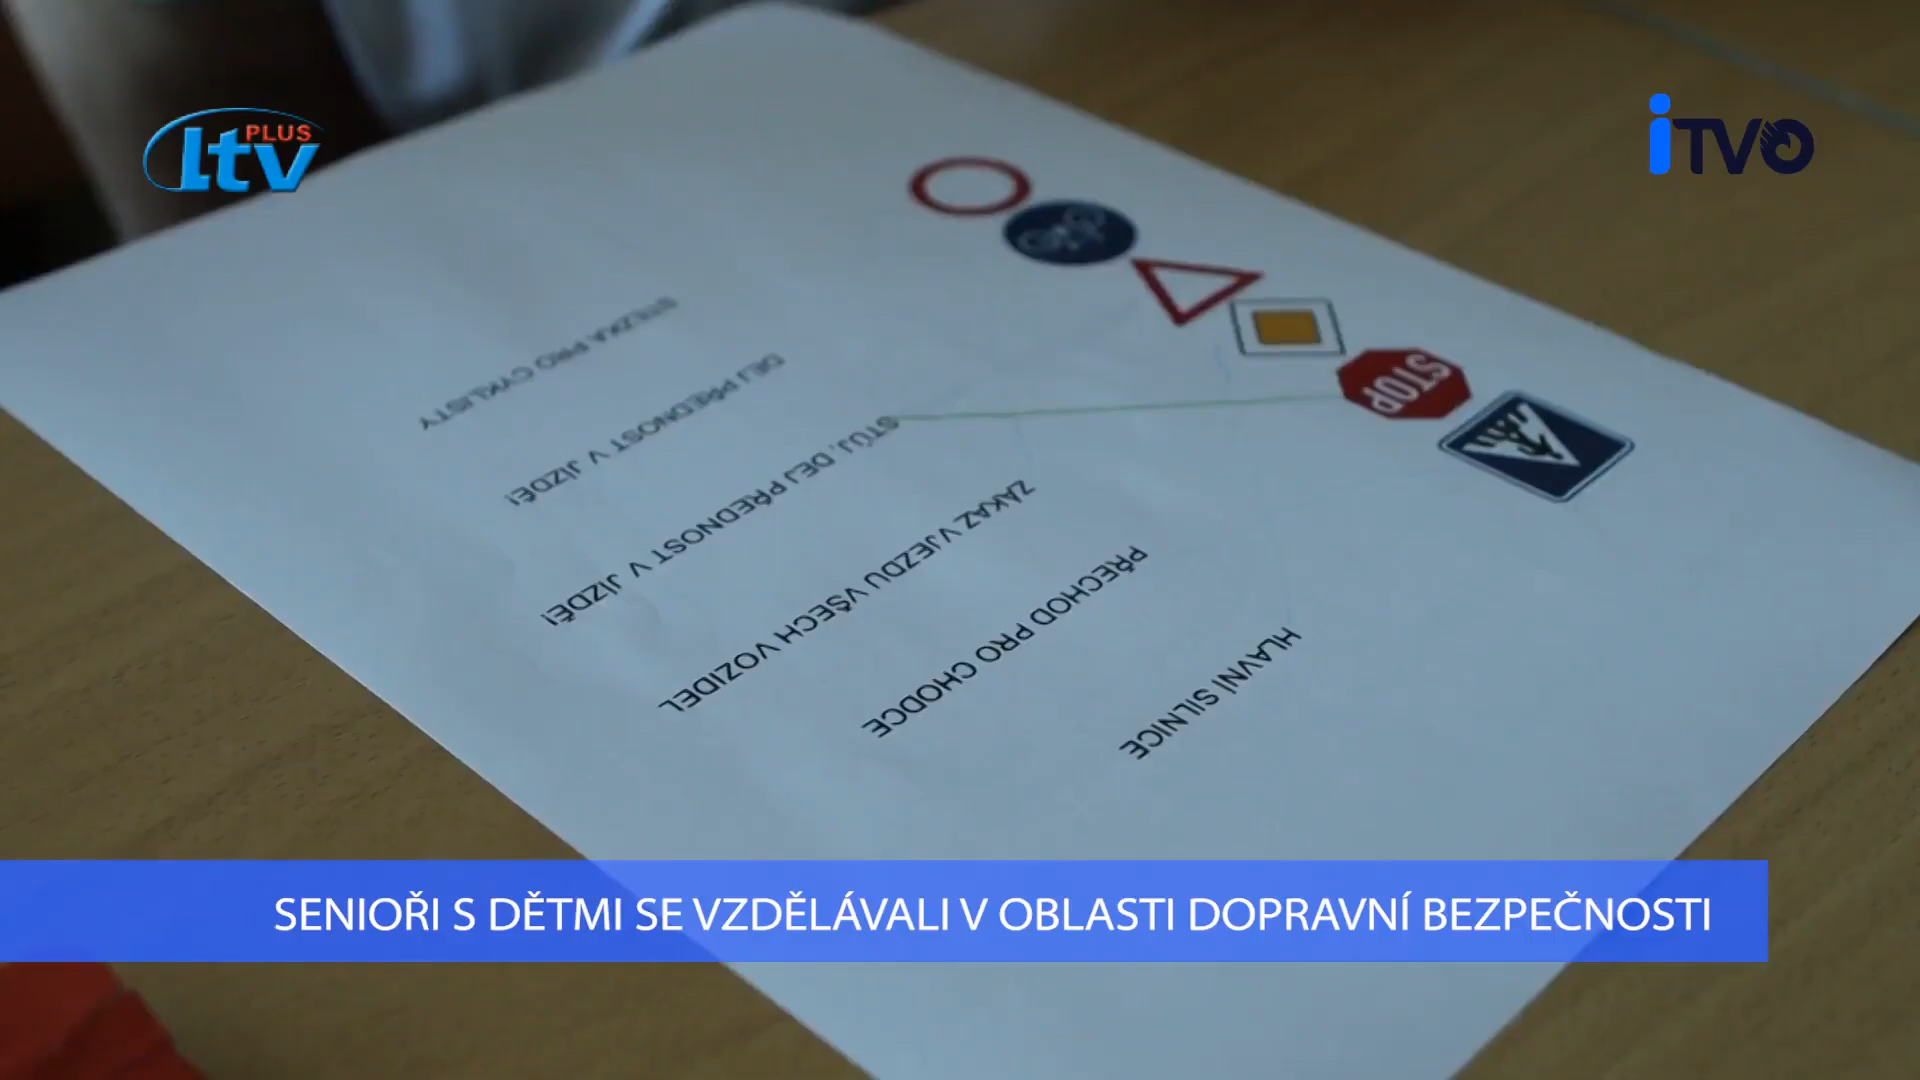 ltv PLUS
iTVO
STOP
HLAVNÍ SILNICE
PŘECHOD PRO CHODCE
ZÁKAZ VJEZDU VŠECH VOZIDEL
STŮJ, DEJ PŘEDNOST V JÍZDĚ!
DEJ PŘEDNOST V JÍZDĚ!
STEZKA PRO CYKLISTY
SENIOŘI S DĚTMI SE VZDĚLÁVALI V OBLASTI DOPRAVNÍ BEZPEČNOSTI